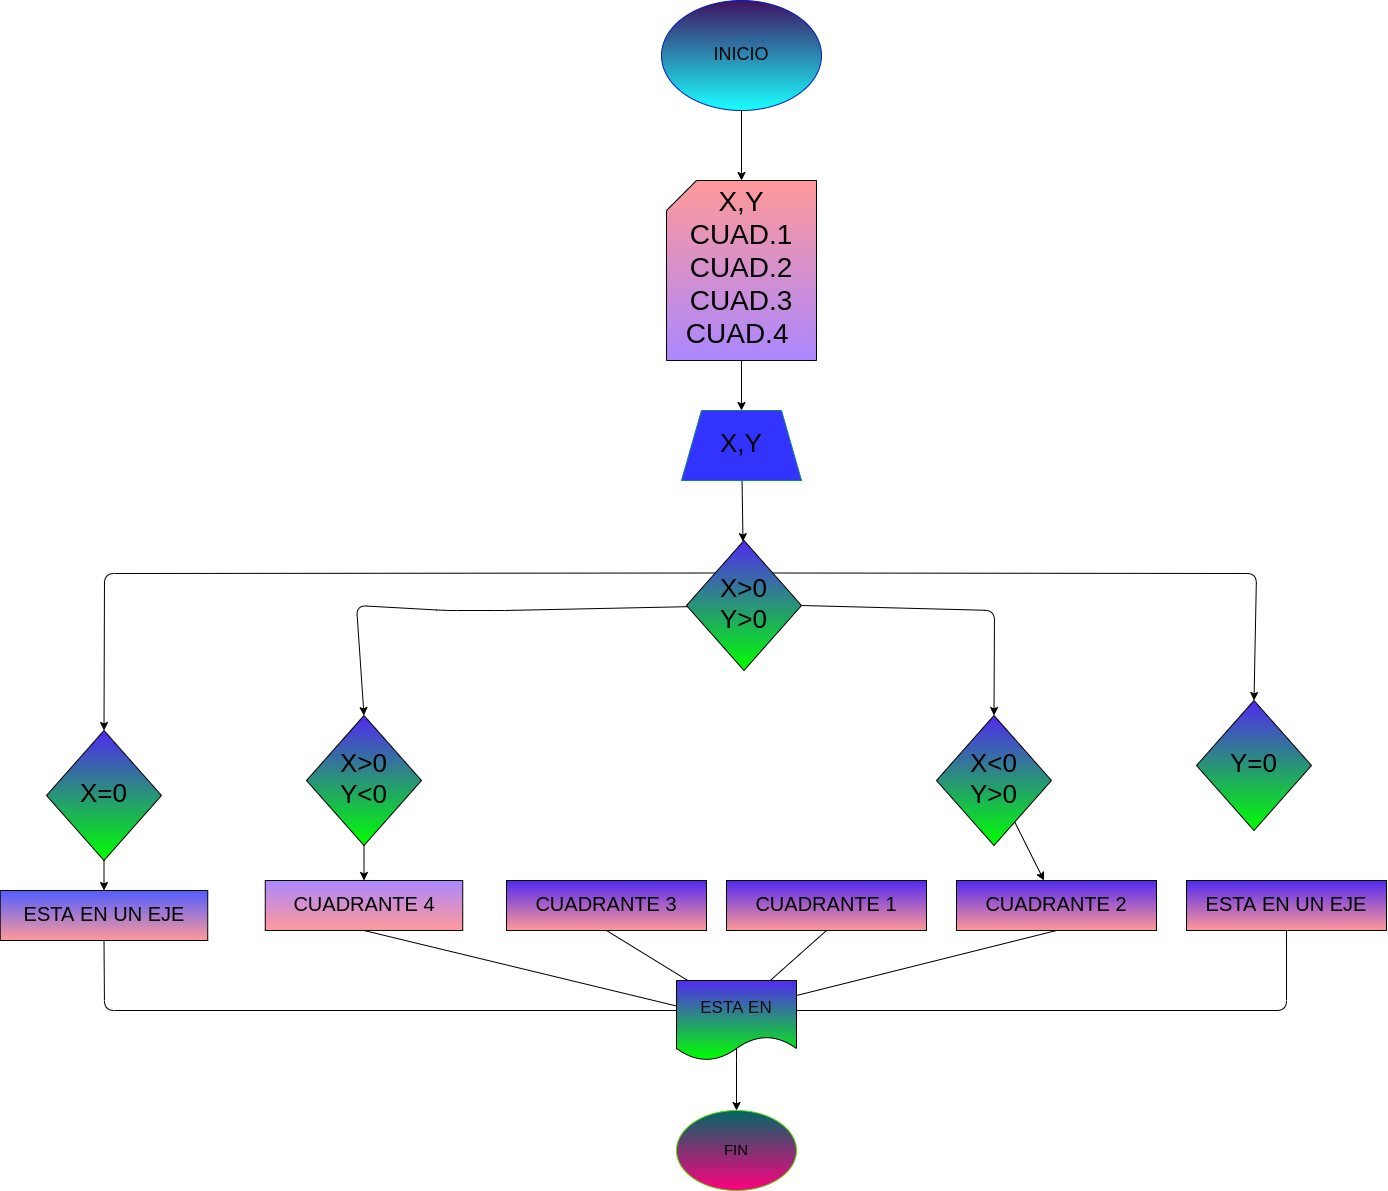 INICIO
X,Y
CUAD.1
CUAD.2
CUAD.3
CUAD.4
X,Y
X>0
Y>0
X=0
X>0
Y<0
X<0
Y>0
Y=0
ESTA EN UN EJE
CUADRANTE 4
CUADRANTE 3
CUADRANTE 1
CUADRANTE 2
ESTA EN UN EJE
ESTA EN
FIN